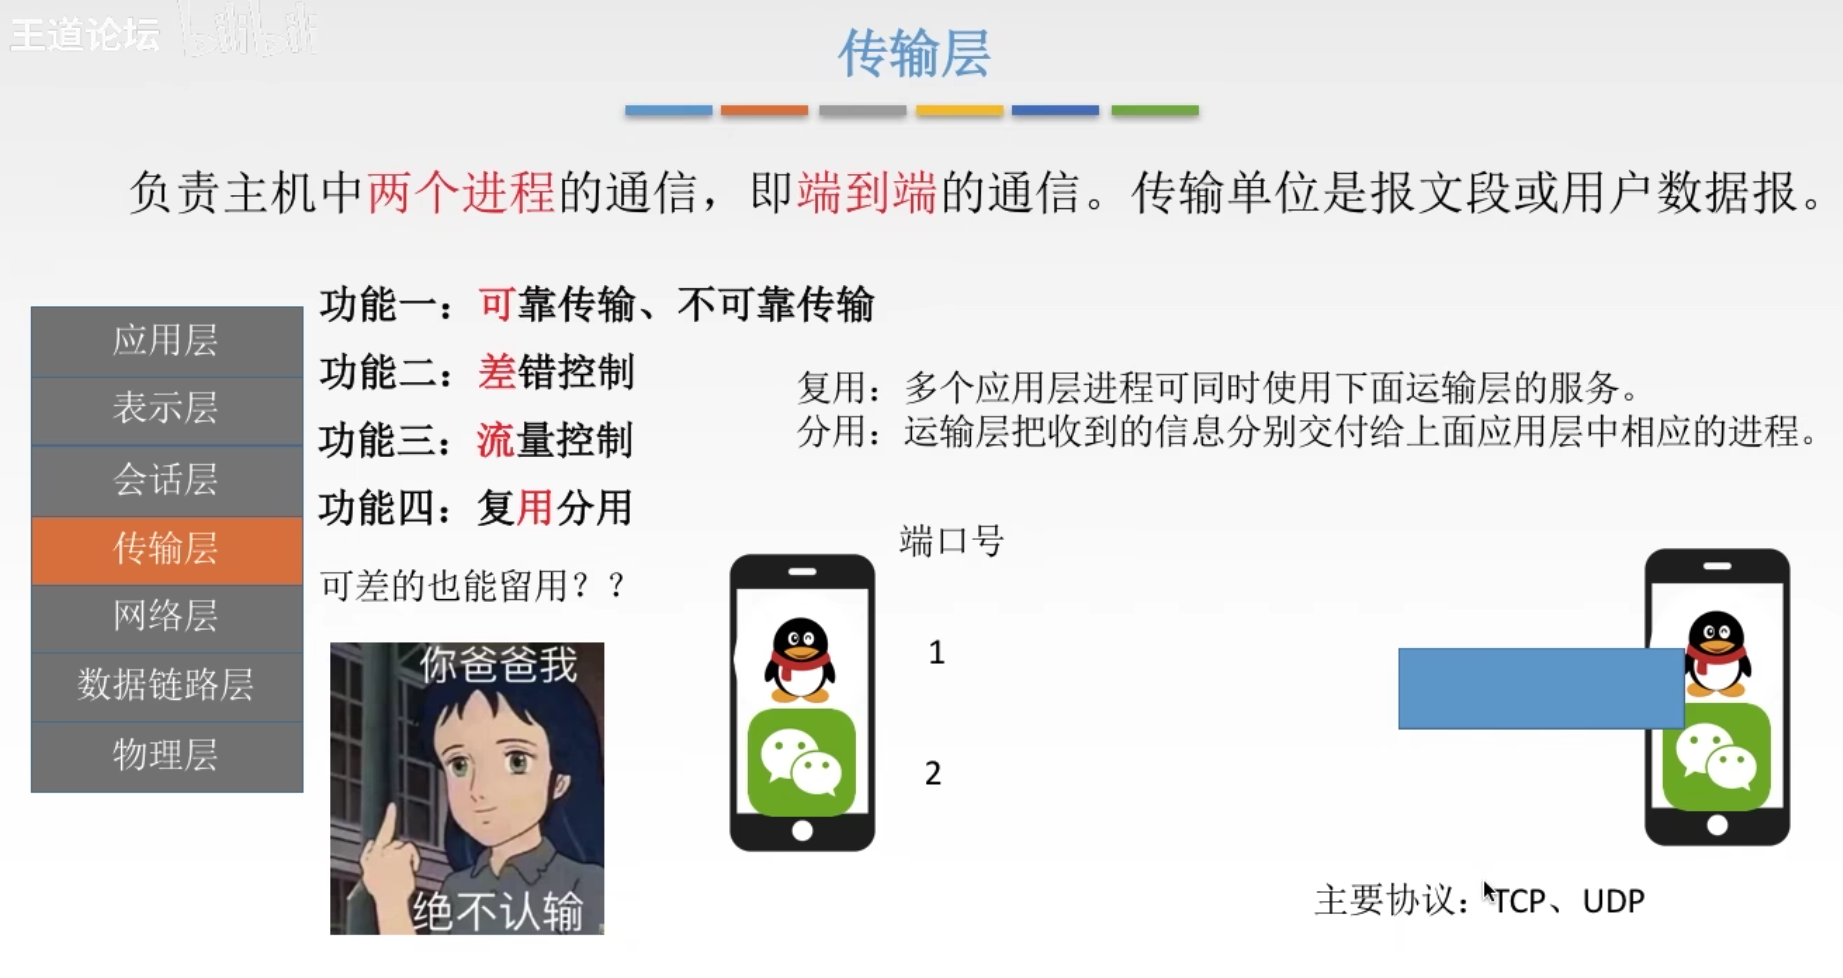 王道论坛 bilibili
传输层
负责主机中两个进程的通信，即端到端的通信。传输单位是报文段或用户数据报。
应用层
表示层
会话层
传输层
网络层
数据链路层
物理层
功能一：可靠传输、不可靠传输
功能二：差错控制
功能三：流量控制
功能四：复用分用
可差的也能留用？？
你爸爸我
绝不认输
复用：多个应用层进程可同时使用下面运输层的服务。
分用：运输层把收到的信息分别交付给上面应用层中相应的进程。
端口号
1
2
主要协议：TCP、UDP